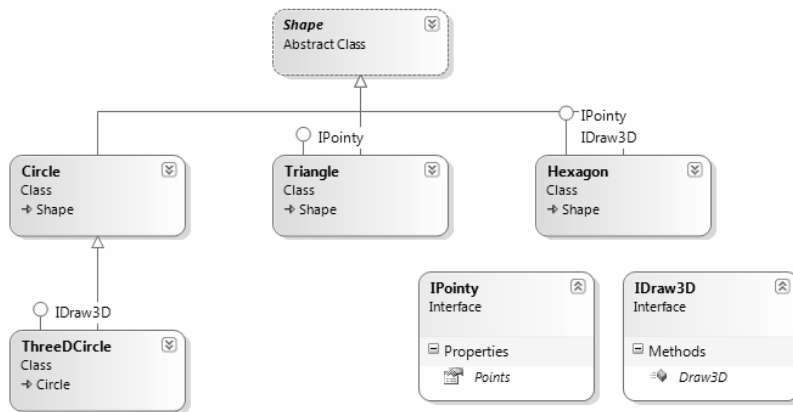 Shape
Abstract Class
IPointy
IPointy
IDraw3D
Circle
Class
Shape
Triangle
Class
Shape
Hexagon
Class
Shape
IDraw3D
ThreeDCircle
Class
Circle
IPointy
Interface
Properties
Points
IDraw3D
Interface
Methods
Draw3D